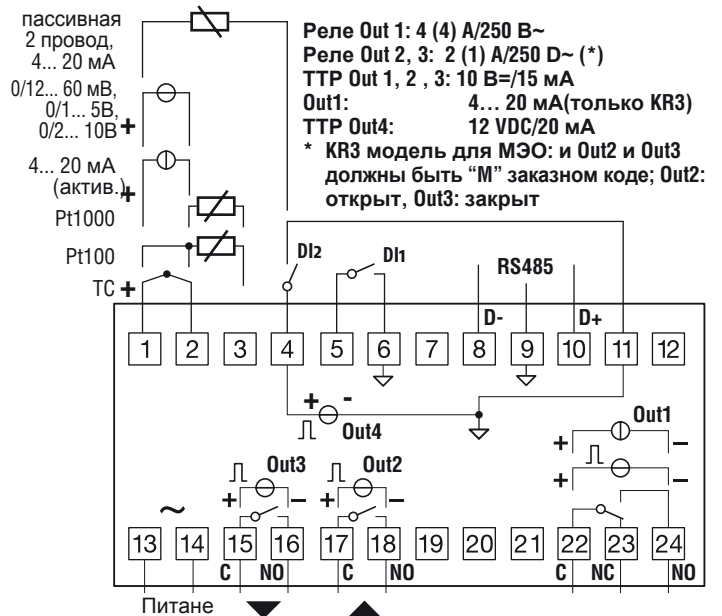 пассивная
2 провод,
4... 20 мА
0/12... 60 мВ,
0/1... 5В,
0/2... 10В +
4... 20 мА
(актив.) +
Pt1000
Pt100
TC +
Реле Out 1: 4 (4) A/250 В~
Реле Out 2, 3: 2 (1) A/250 D~ (*)
ТТР Out 1, 2 , 3: 10 В=/15 мА
Out1: 4... 20 мА(только KR3)
ТТР Out4: 12 VDC/20 мА
* KR3 модель для МЭО: и Out2 и Out3
должны быть “М” заказном коде; Out2:
открыт, Out3: закрыт
DI2 DI1 RS485
D- D+
1 2 3 4 5 6 7 8 9 10 11 12
+ - Out4
Out1
+ –
+ –
Out3 Out2
+ – + –
~
13 14 15 16 17 18 19 20 21 22 23 24
C NO C NO C NC NO
Питане